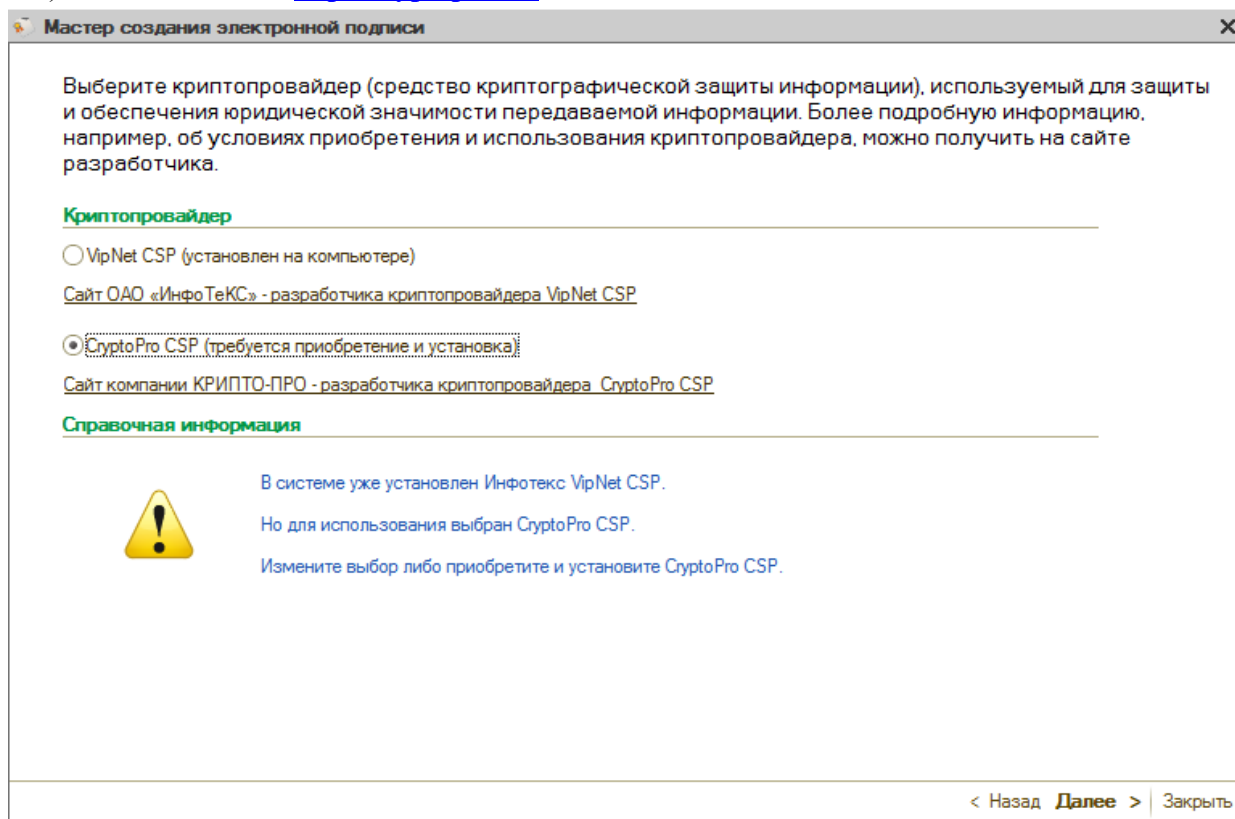 Мастер создания электронной подписи
Выберите криптопровайдер (средство криптографической защиты информации), используемый для защиты
и обеспечения юридической значимости передаваемой информации. Более подробную информацию,
например, об условиях приобретения и использования криптопровайдера, можно получить на сайте
разработчика.
Криптопровайдер
VipNet CSP (установлен на компьютере)
Сайт ОАО «ИнфоТеКС» - разработчика криптопровайдера VipNet CSP
CryptoPro CSP (требуется приобретение и установка)
Сайт компании КРИПТО-ПРО - разработчика криптопровайдера CryptoPro CSP
Справочная информация
В системе уже установлен Инфотекс VipNet CSP.
Но для использования выбран CryptoPro CSP.
Измените выбор либо приобретите и установите CryptoPro CSP.
< Назад Далее > Закрыть